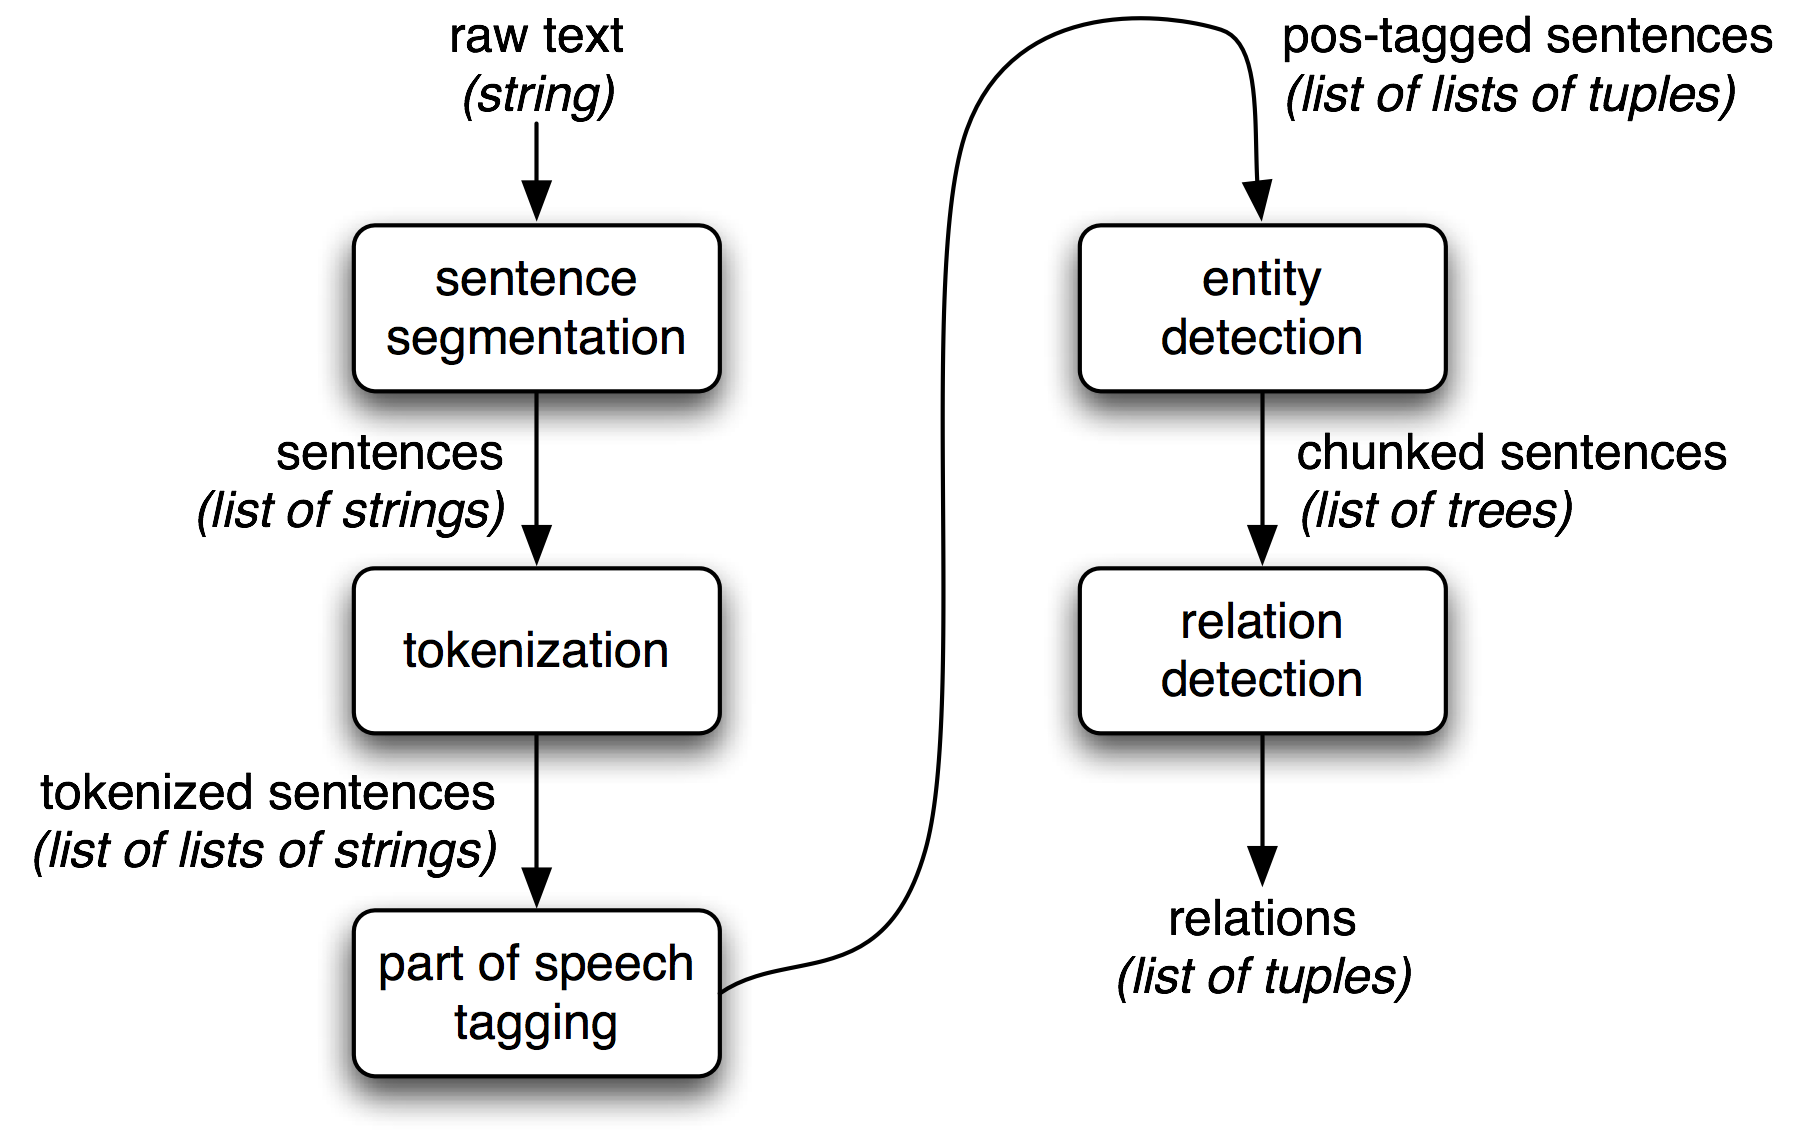 raw text
(string)
sentence
segmentation
sentences
(list of strings)
tokenization
tokenized sentences
(list of lists of strings)
part of speech
tagging
pos-tagged sentences
(list of lists of tuples)
entity
detection
chunked sentences
(list of trees)
relation
detection
relations
(list of tuples)